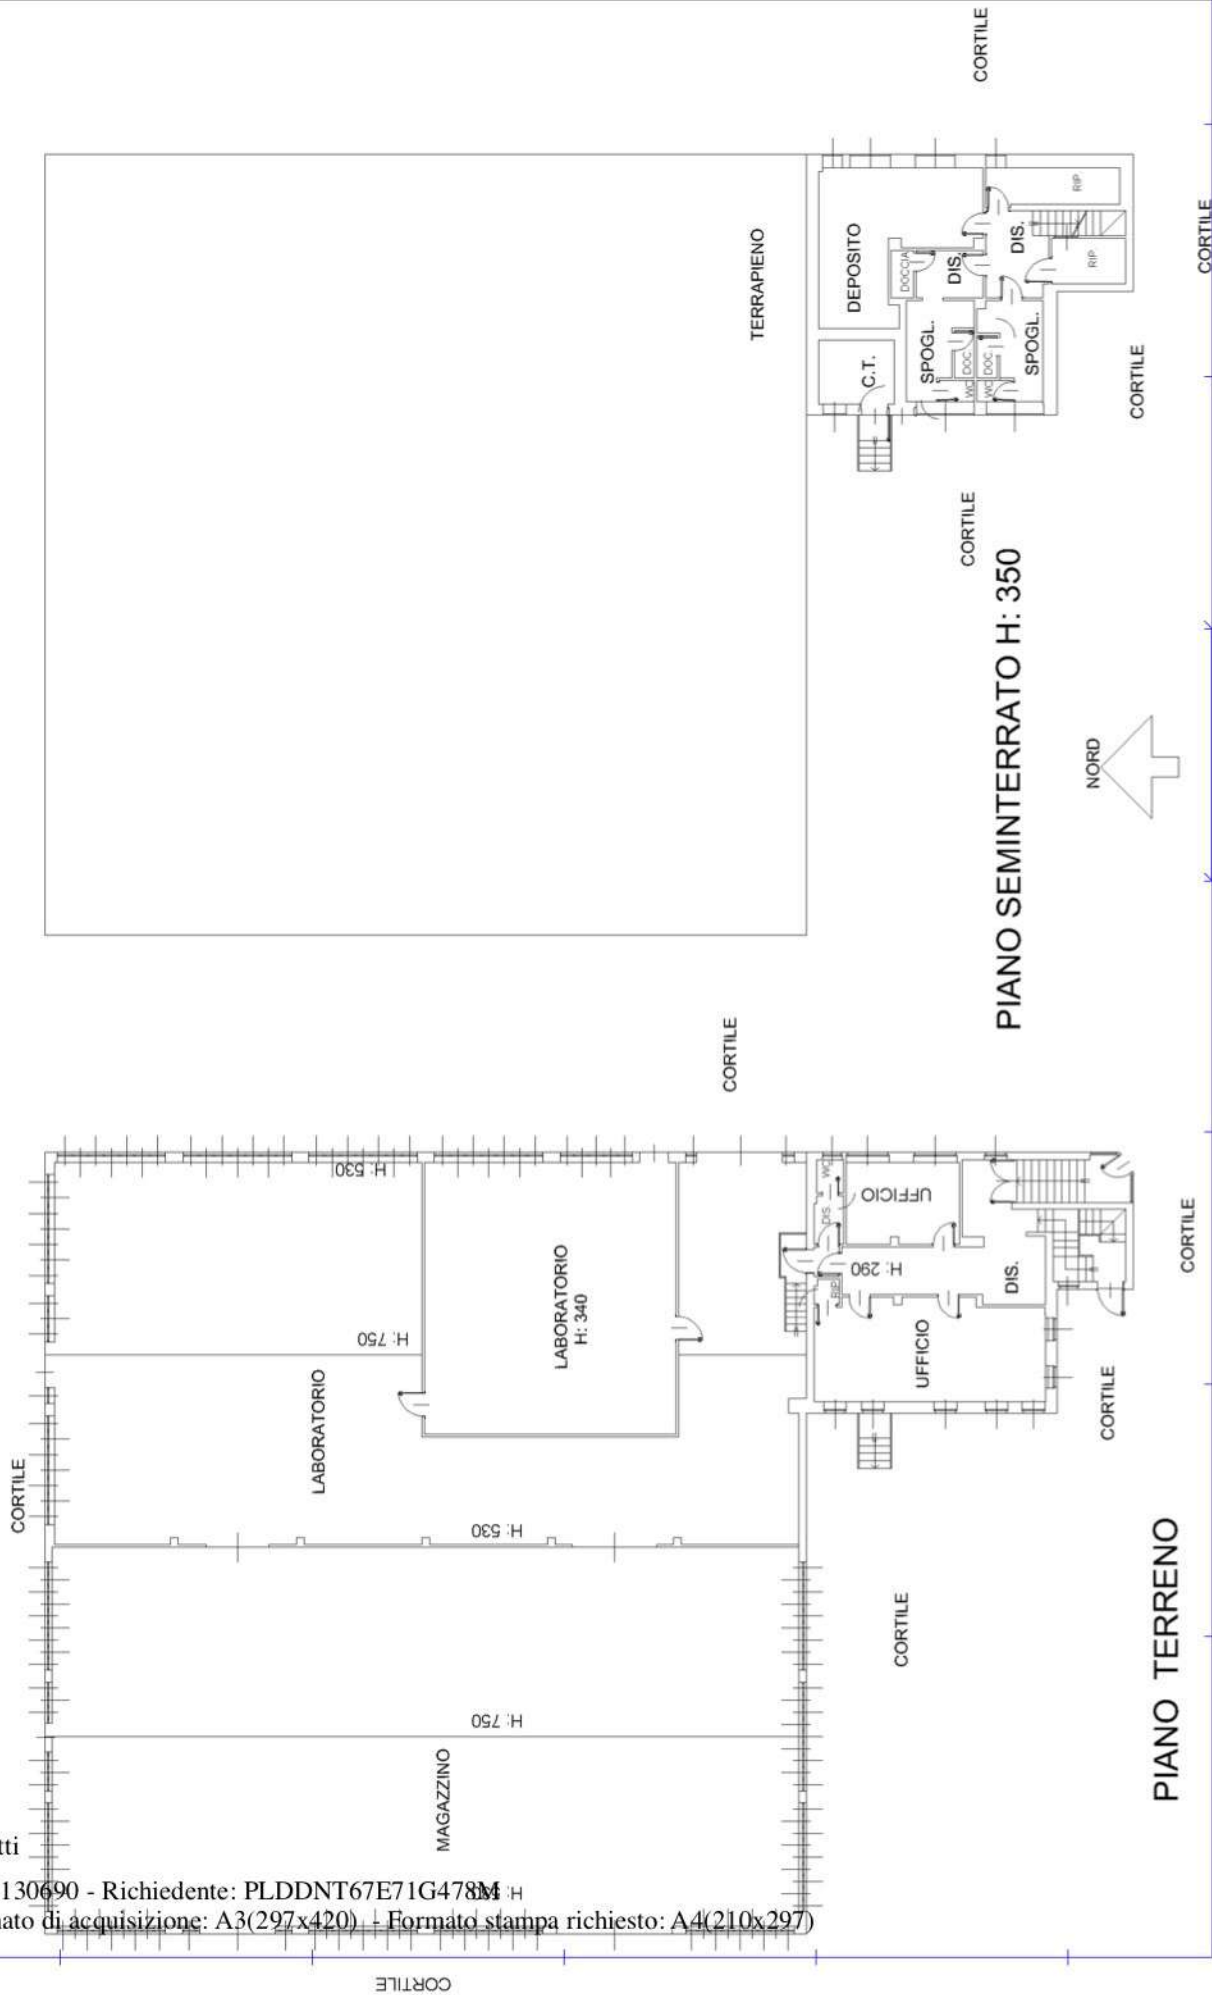 CORTILE
CORTILE
TERRAPIENO
DEPOSITO
DOCCIA
DIS.
DIS.
RIP
RIP
C.T.
SPOGL.
DOC
DOC
WC
WC
SPOGL.
CORTILE
CORTILE
PIANO SEMINTERRATO H: 350
NORD
CORTILE
H: 530
H: 750
LABORATORIO
H: 340
LABORATORIO
CORTILE
H: 530
WC
DIS.
UFFICIO
H: 290
RIP
DIS.
UFFICIO
CORTILE
CORTILE
CORTILE
PIANO TERRENO
H: 750
MAGAZZINO
tti
130690 - Richiedente: PLDDNT67E71G478M
H:
nato di acquisizione: A3(297x420) - Formato stampa richiesto: A4(210x297)
CORTILE